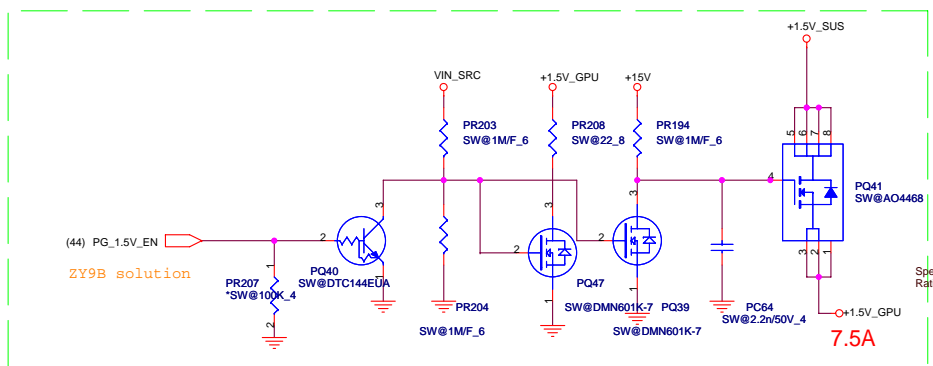 +1.5V_SUS
VIN_SRC
+1.5V_GPU
+15V
PR203
SW@1M/F_6
PR208
SW@22_8
PR194
SW@1M/F_6
5
6
7
8
3
3
3
4
PQ41
SW@AO4468
(44) PG_1.5V_EN
2
2
2
ZY9B solution
1
PR207
*SW@100K_4
2
PQ40
SW@DTC144EUA
1
PR204
SW@1M/F_6
PQ47
SW@DMN601K-7
1
PQ39
SW@DMN601K-7
1
PC64
SW@2.2n/50V_4
3
2
1
Spe
Rat
+1.5V_GPU
7.5A